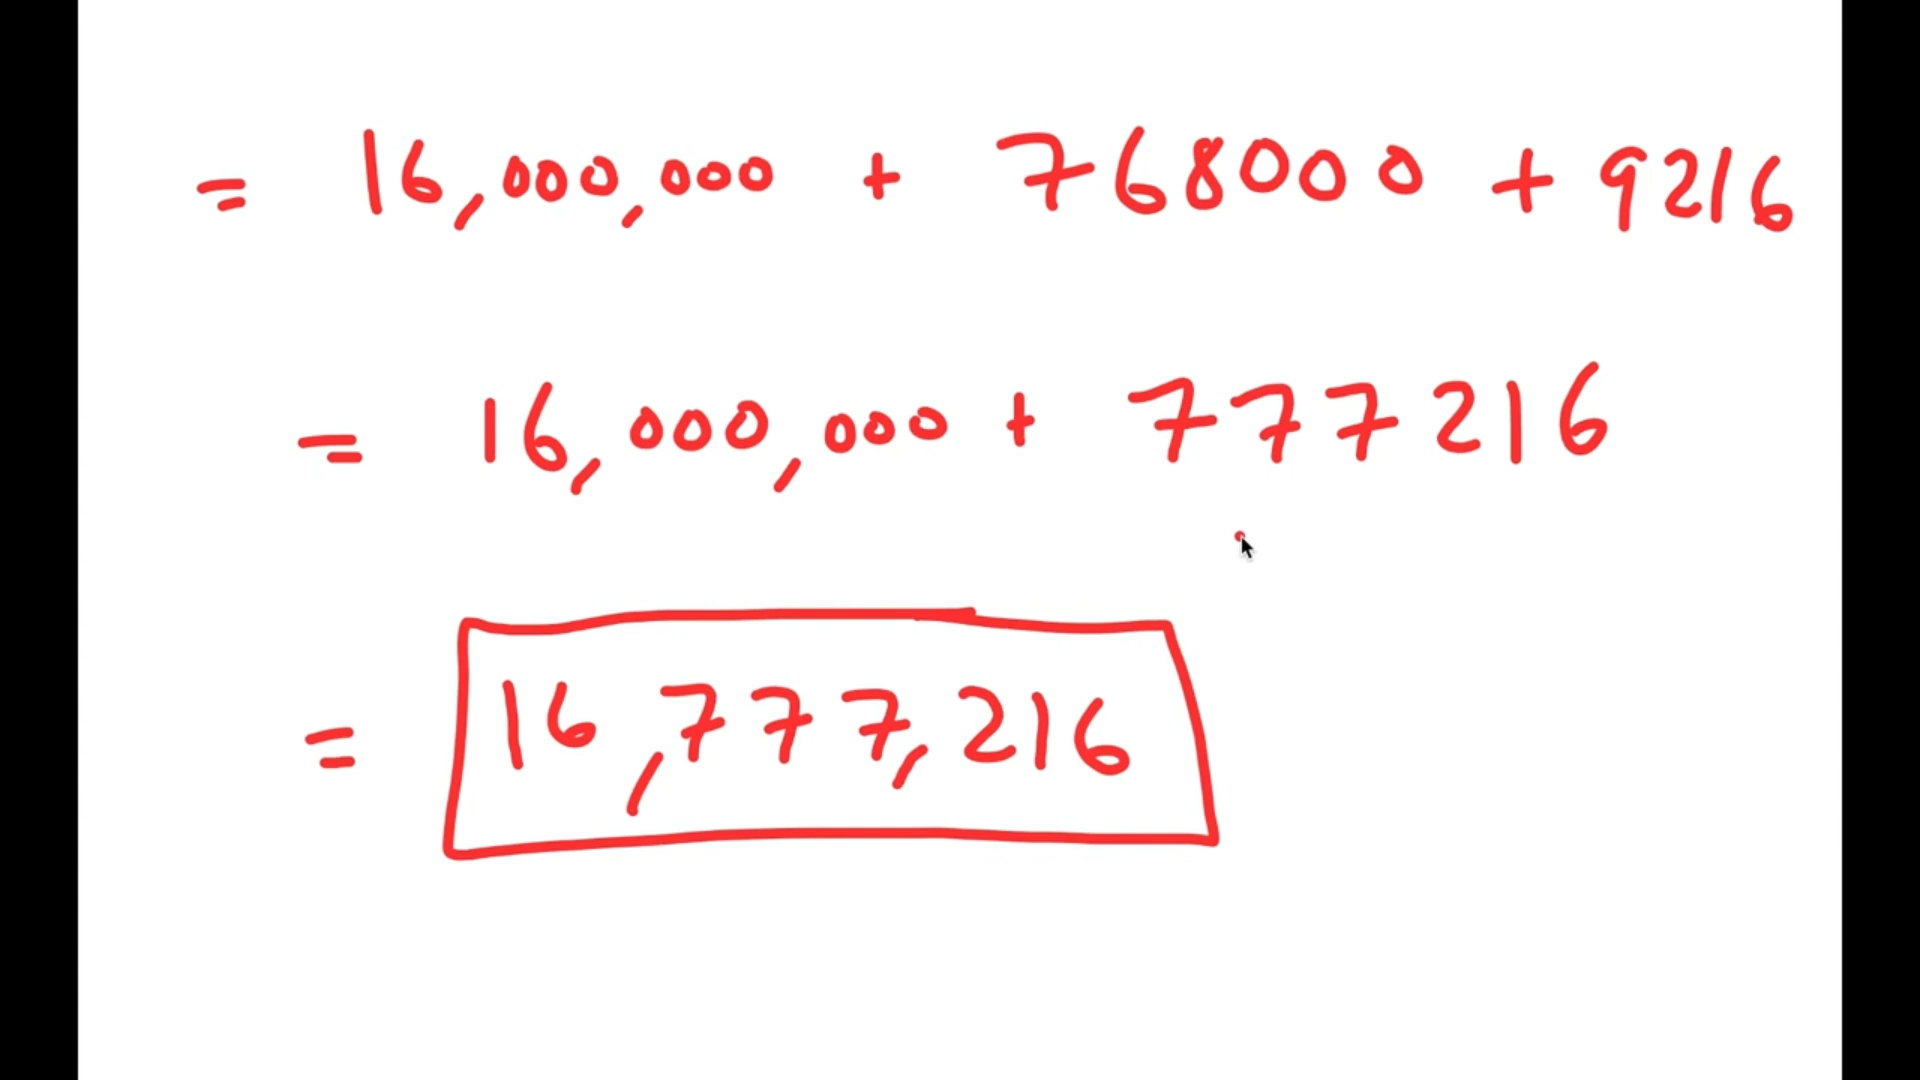 = 16,000,000 + 768000 + 9216
= 16,000,000 + 777216
= 16,777,216